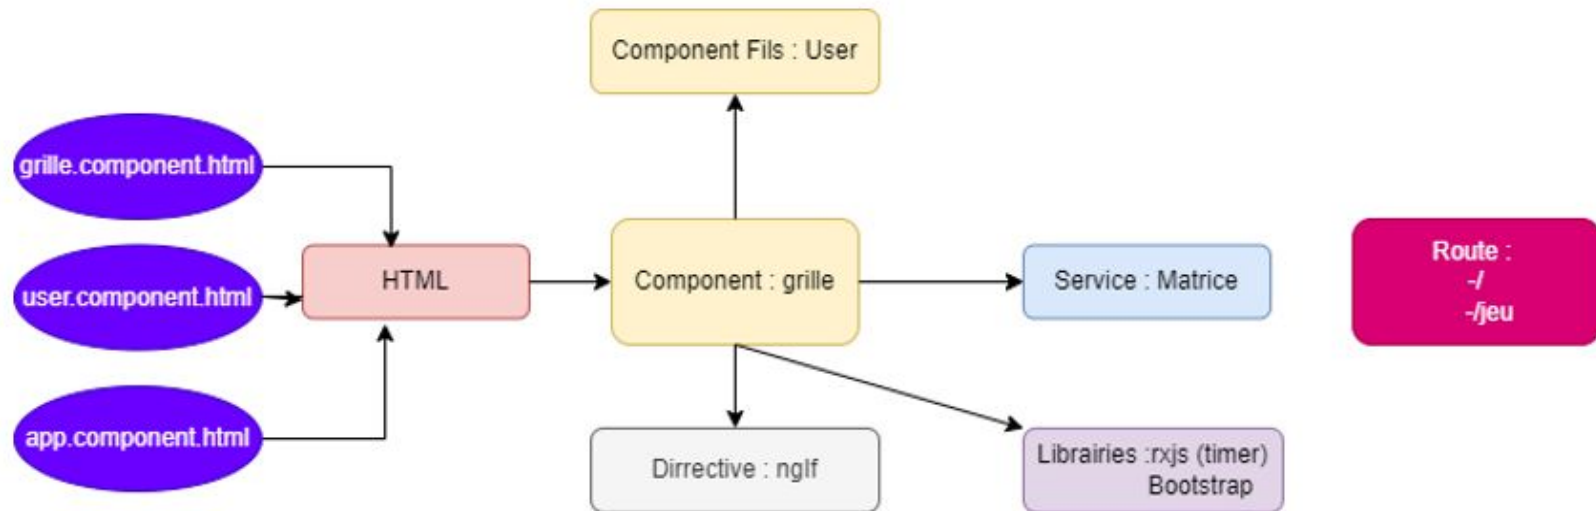 Component Fils : User
grille.component.html
user.component.html
app.component.html
HTML
Component : grille
Service : Matrice
Route :
-/
-/jeu
Dirrective : ngIf
Librairies :rxjs (timer)
Bootstrap